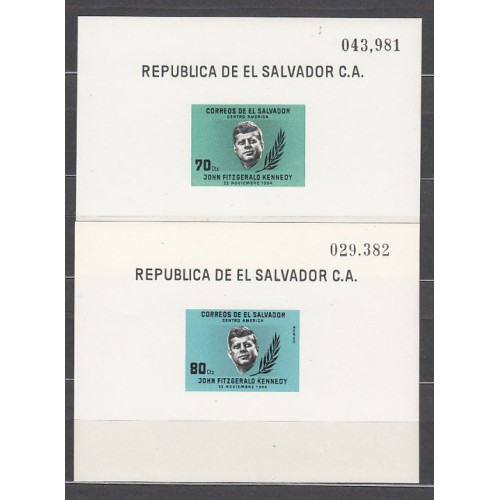 043,981
REPUBLICA DE EL SALVADOR C.A.
CORREOS DE EL SALVADOR
CENTRO AMERICA
70 Cts
JOHN FITZGERALD KENNEDY
22 NOVIEMBRE 1964
029.382
REPUBLICA DE EL SALVADOR C.A.
CORREOS DE EL SALVADOR
CENTRO AMERICA
AEREO
80 Cts
JOHN FITZGERALD KENNEDY
22 NOVIEMBRE 1964